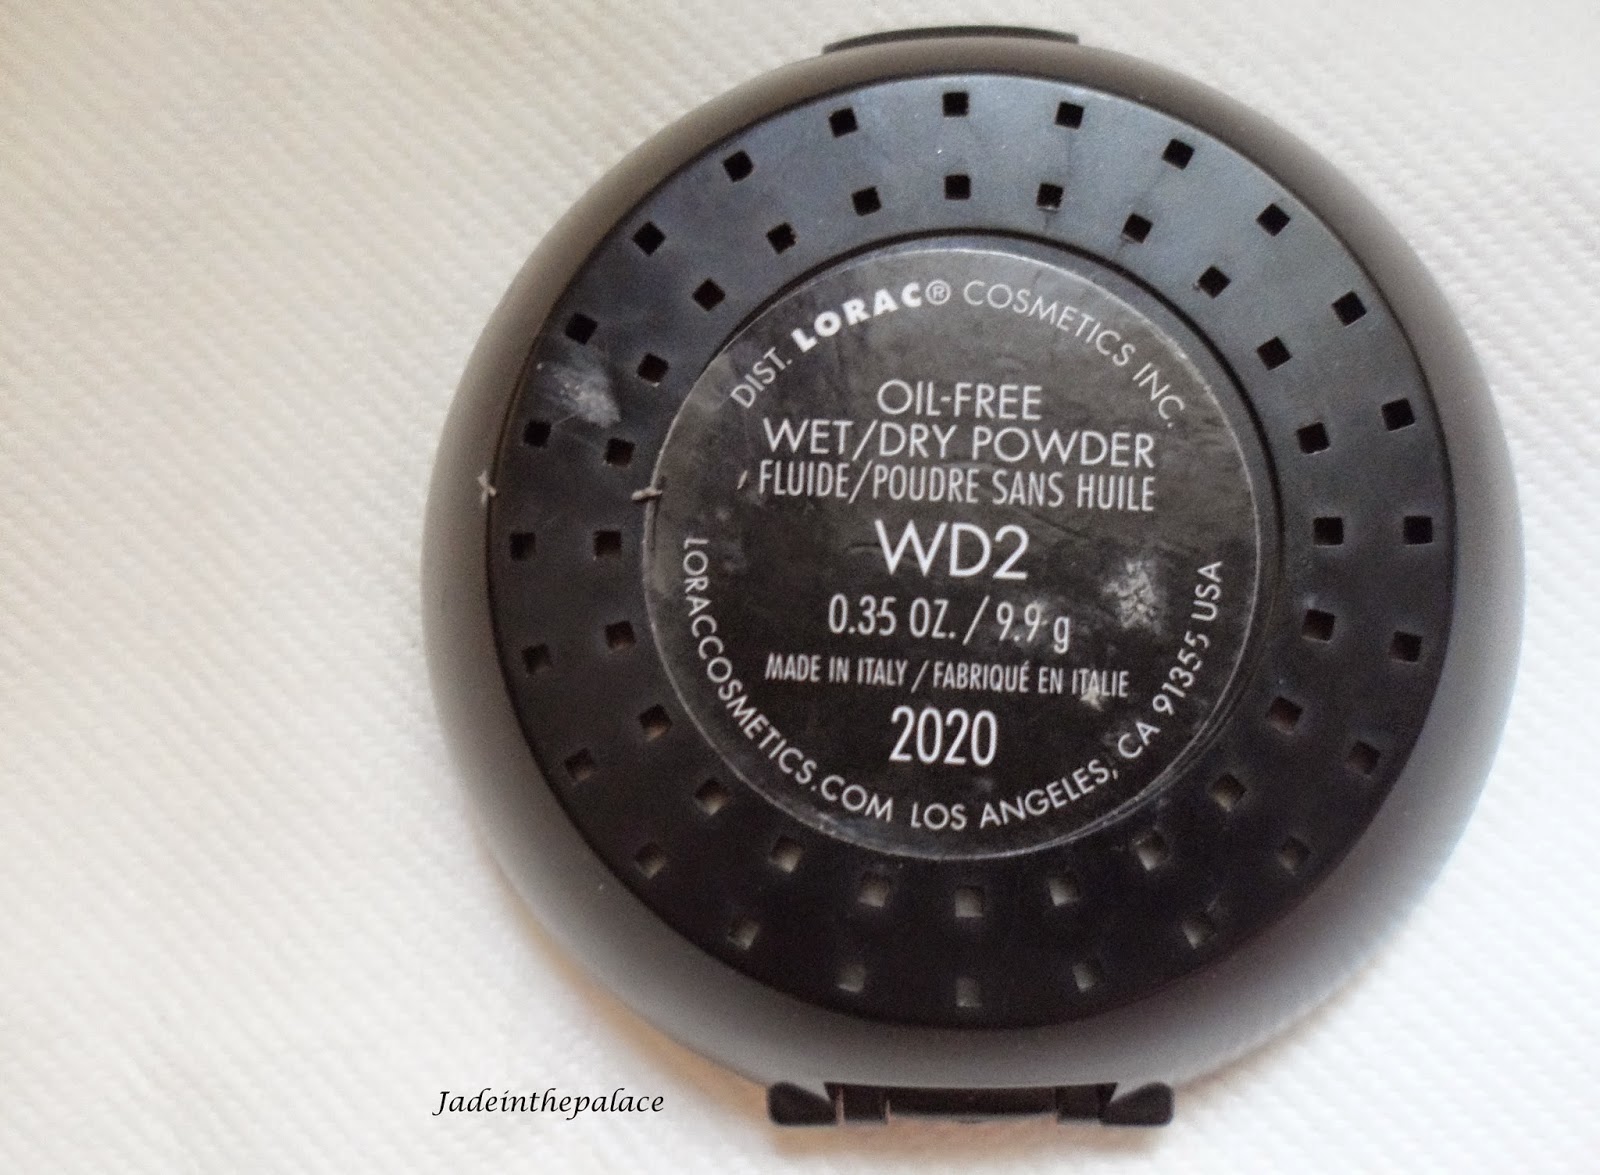 DIST. LORAC® COSMETICS INC.
OIL-FREE
WET/DRY POWDER
FLUIDE/POUDRE SANS HUILE
WD2
0.35 OZ. / 9.9 g
MADE IN ITALY / FABRIQUÉ EN ITALIE
2020
LORACCOSMETICS.COM LOS ANGELES, CA 91355 USA
Jadeinthepalace